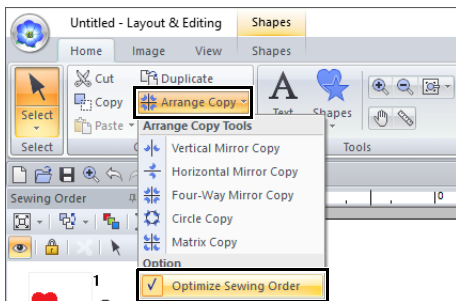 Untitled - Layout & Editing
Shapes
Home
Image
View
Shapes
Select
Select
Cut
Copy
Paste
Duplicate
Arrange Copy
Text
Shapes
Tools
Arrange Copy Tools
Vertical Mirror Copy
Horizontal Mirror Copy
Four-Way Mirror Copy
Circle Copy
Matrix Copy
Option
Optimize Sewing Order
Sewing Order
0
1